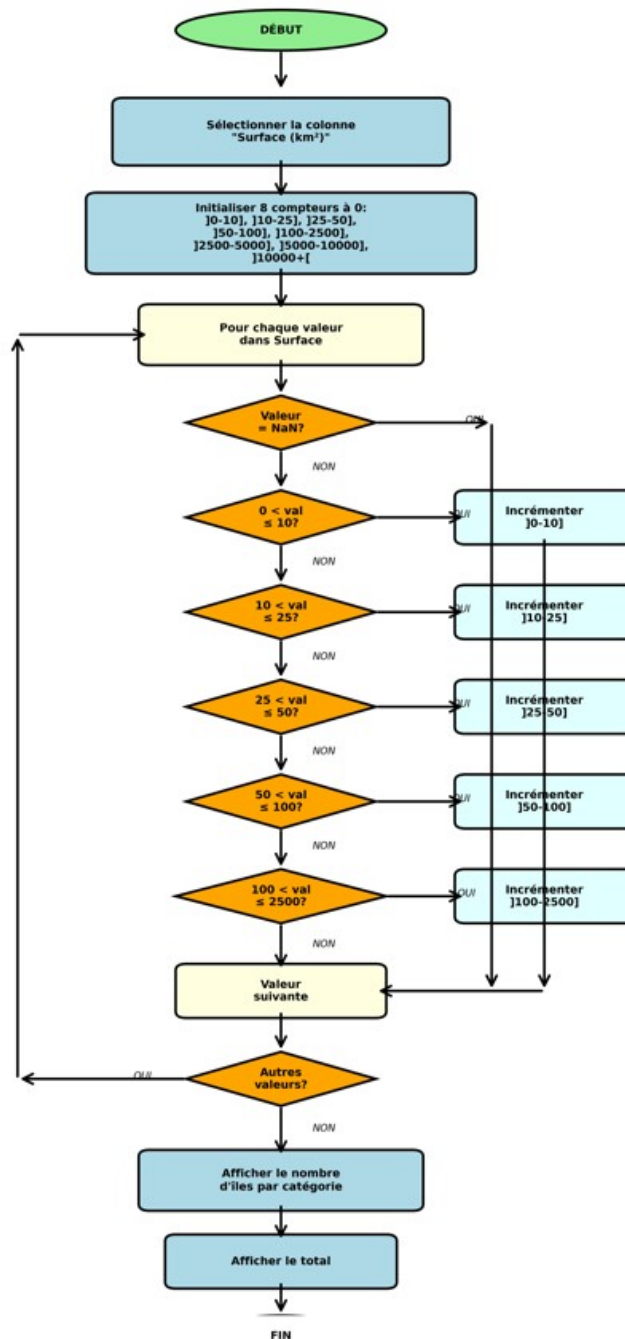 DÉBUT
Sélectionner la colonne
"Surface (km²)"
Initialiser 8 compteurs à 0:
]0-10], ]10-25], ]25-50],
]50-100], ]100-2500],
]2500-5000], ]5000-10000],
]10000+[
Pour chaque valeur
dans Surface
Valeur
= NaN?
OUI
NON
0 < val
≤ 10?
OUI
Incrémenter
]0-10]
NON
10 < val
≤ 25?
OUI
Incrémenter
]10-25]
NON
25 < val
≤ 50?
OUI
Incrémenter
]25-50]
NON
50 < val
≤ 100?
OUI
Incrémenter
]50-100]
NON
100 < val
≤ 2500?
OUI
Incrémenter
]100-2500]
NON
Valeur
suivante
Autres
valeurs?
OUI
NON
Afficher le nombre
d'îles par catégorie
Afficher le total
FIN